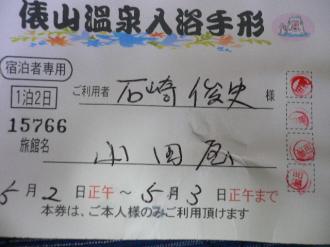 俵山温泉入浴手形
宿泊者専用
1泊2日
ご利用者 石崎俊史 様
15766
旅館名 小田屋
5月2日正午～5月3日正午まで
本券は、ご本人様のみご利用頂けます